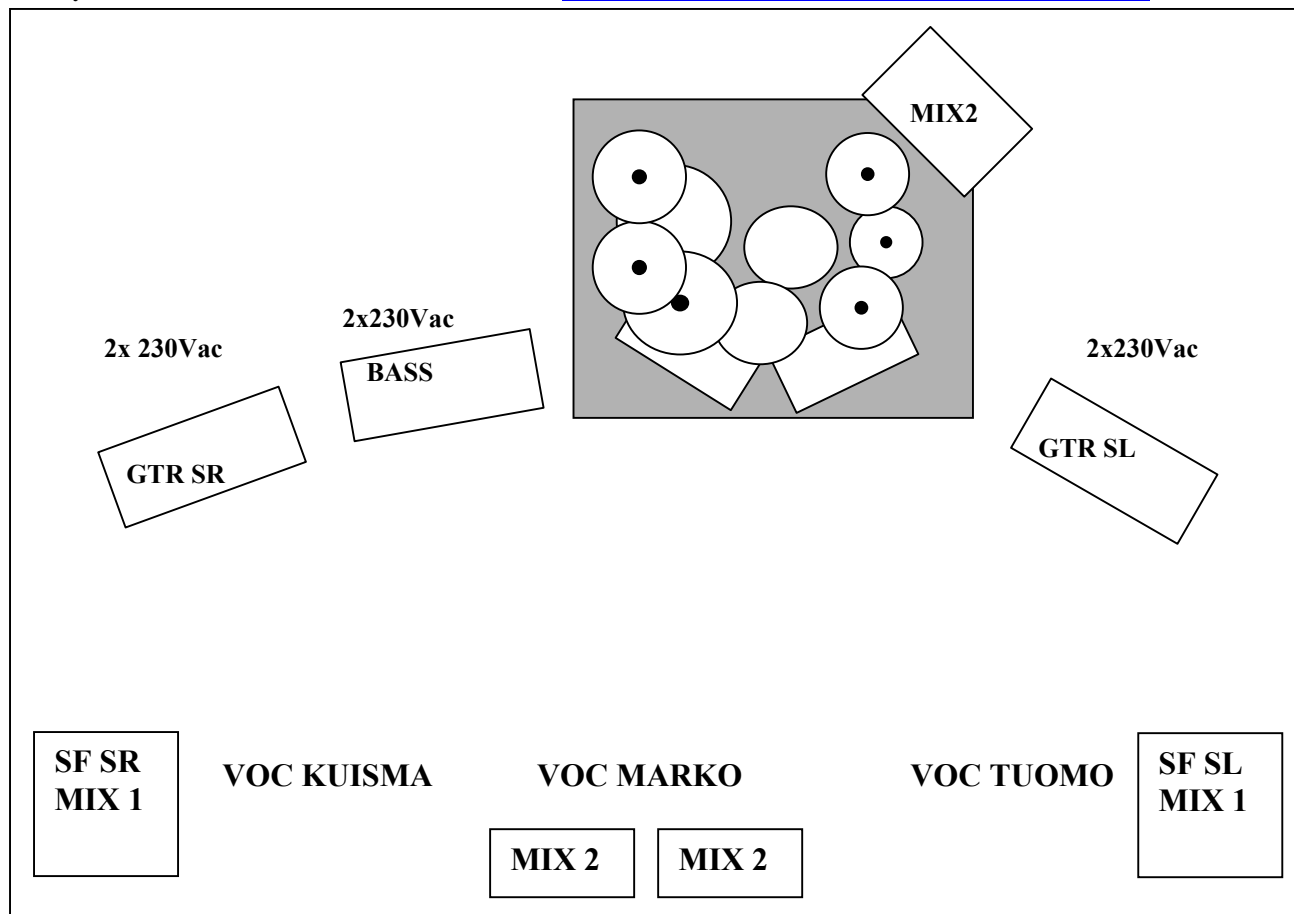 MIX2
2x230Vac
2x 230Vac
2x230Vac
BASS
GTR SR
GTR SL
SF SR
MIX 1
VOC KUISMA
VOC MARKO
VOC TUOMO
SF SL
MIX 1
MIX 2
MIX 2